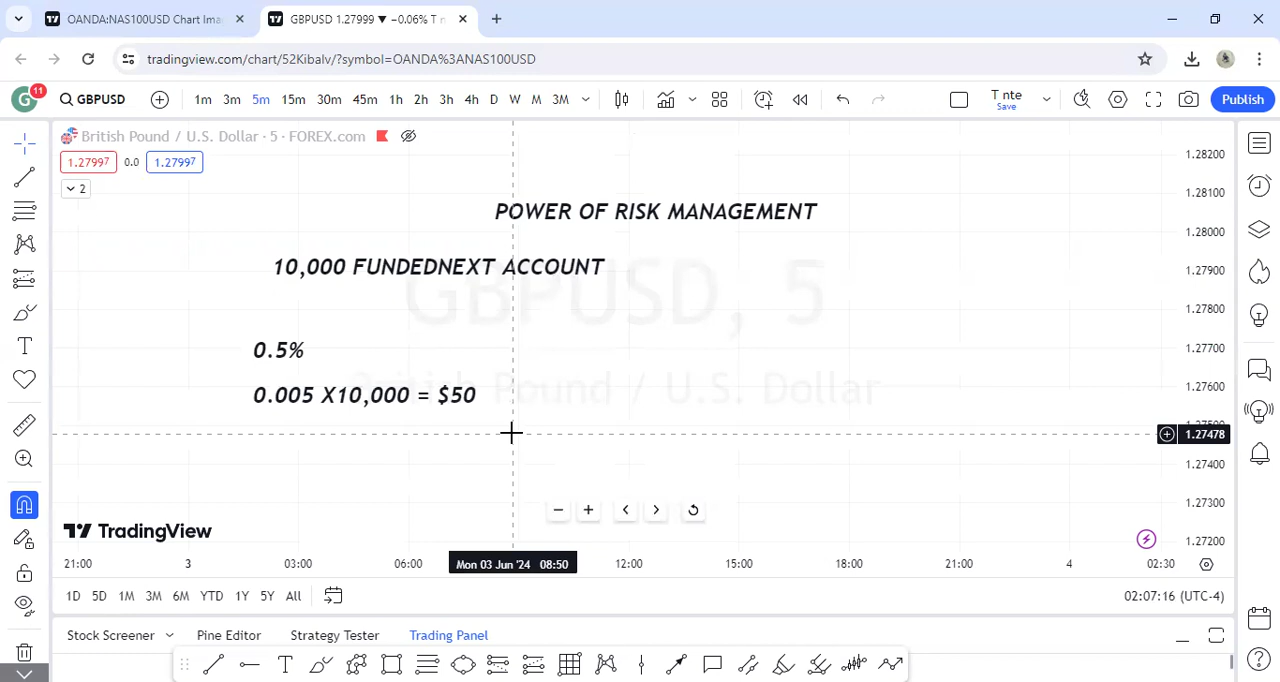 OANDA:NAS100USD Chart Ima
GBPUSD 1.27999 ▼ −0.06% T n
tradingview.com/chart/52Kibalv/?symbol=OANDA%3ANAS100USD
G 11 GBPUSD 1m 3m 5m 15m 30m 45m 1h 2h 3h 4h D W M 3M T nte Save Publish
British Pound / U.S. Dollar · 5 · FOREX.com
1.27997 0.0 1.27997
2
POWER OF RISK MANAGEMENT
10,000 FUNDEDNEXT ACCOUNT
GBPUSD, 5
0.5%
British Pound / U.S. Dollar
0.005 X10,000 = $50
1.28200
1.28100
1.28000
1.27900
1.27800
1.27700
1.27600
1.27478
1.27400
1.27300
1.27200
TradingView
21:00 3 03:00 06:00 Mon 03 Jun '24 08:50 12:00 15:00 18:00 21:00 4 02:30
1D 5D 1M 3M 6M YTD 1Y 5Y All 02:07:16 (UTC-4)
Stock Screener Pine Editor Strategy Tester Trading Panel